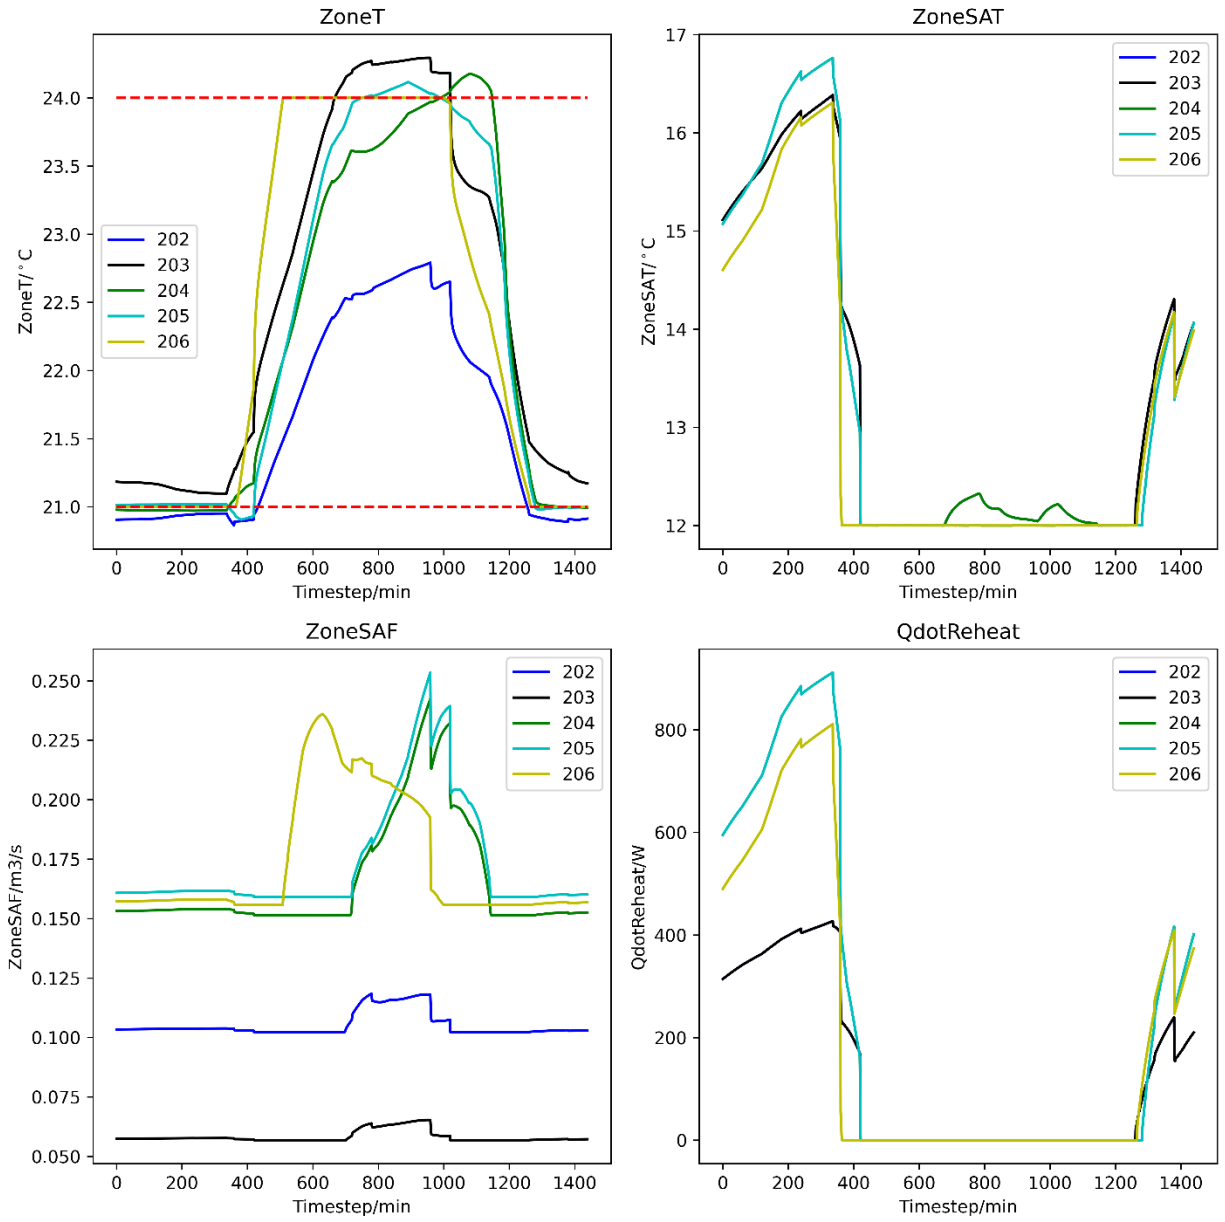 ZoneT
24.0
23.5
23.0
22.5
22.0
21.5
21.0
ZoneT/°C
202
203
204
205
206
0 200 400 600 800 1000 1200 1400
Timestep/min
ZoneSAT
17
16
15
14
13
12
ZoneSAT/°C
202
203
204
205
206
0 200 400 600 800 1000 1200 1400
Timestep/min
ZoneSAF
0.250
0.225
0.200
0.175
0.150
0.125
0.100
0.075
0.050
ZoneSAF/m3/s
202
203
204
205
206
0 200 400 600 800 1000 1200 1400
Timestep/min
QdotReheat
800
600
400
200
0
QdotReheat/W
202
203
204
205
206
0 200 400 600 800 1000 1200 1400
Timestep/min